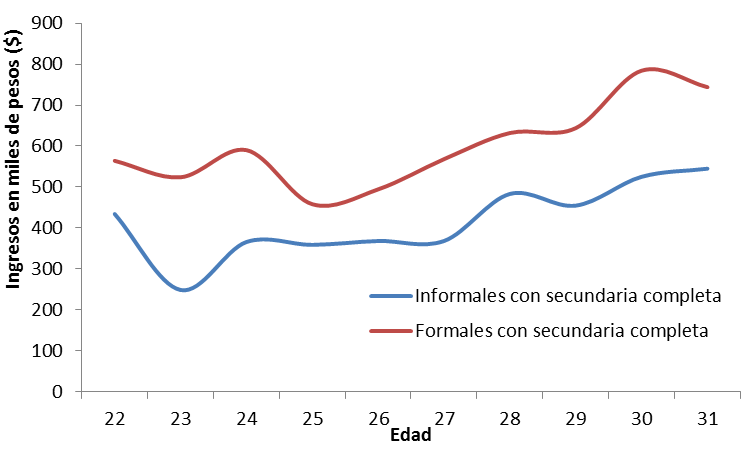 Ingresos en miles de pesos ($)
900
800
700
600
500
400
300
200
100
0
Informales con secundaria completa
Formales con secundaria completa
22 23 24 25 26 27 28 29 30 31
Edad